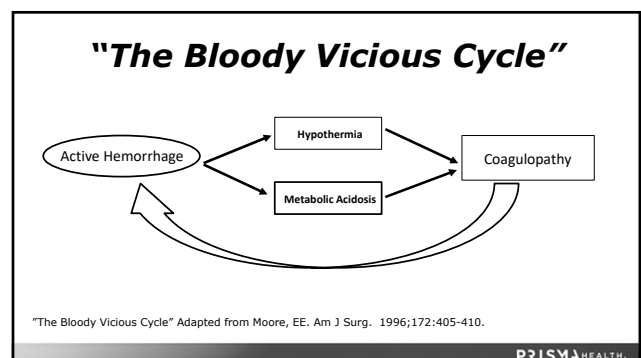 “The Bloody Vicious Cycle”
Hypothermia
Active Hemorrhage
Coagulopathy
Metabolic Acidosis
”The Bloody Vicious Cycle” Adapted from Moore, EE. Am J Surg.  1996;172:405-410.
PRISMA HEALTH.